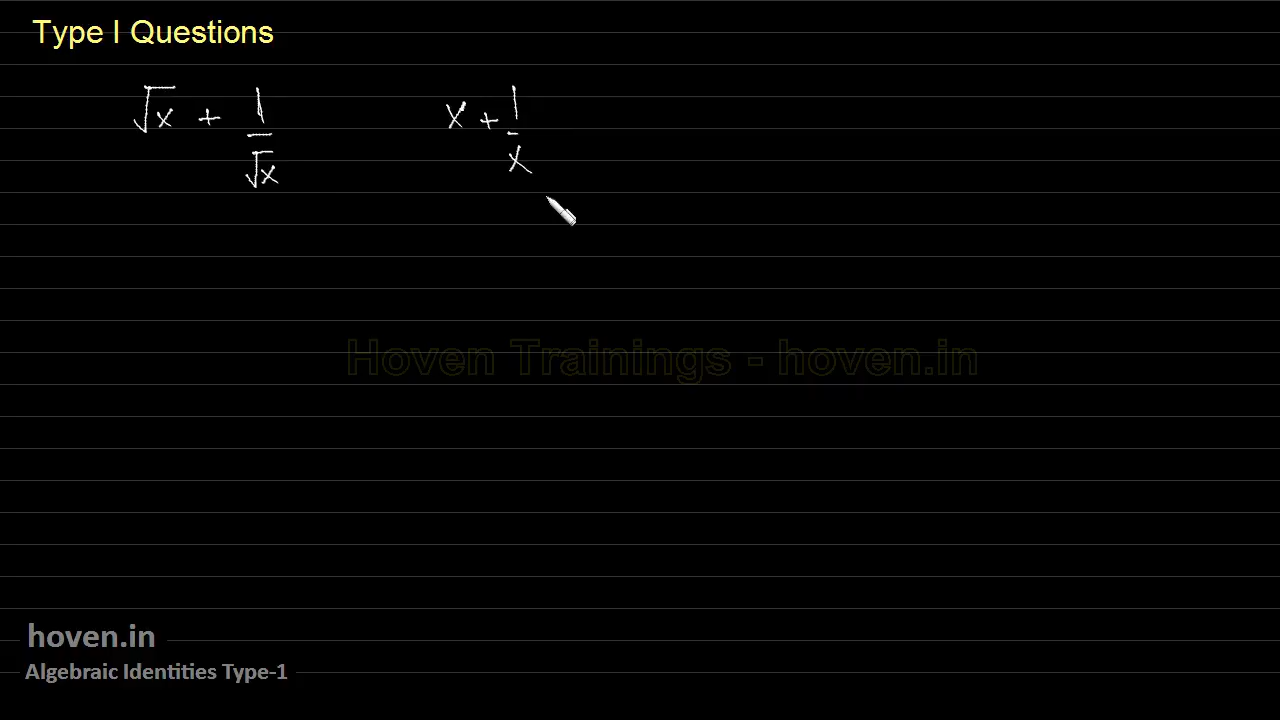 Type I Questions
√x + 1/√x    x + 1/x
Hoven Trainings - hoven.in
hoven.in
Algebraic Identities Type-1